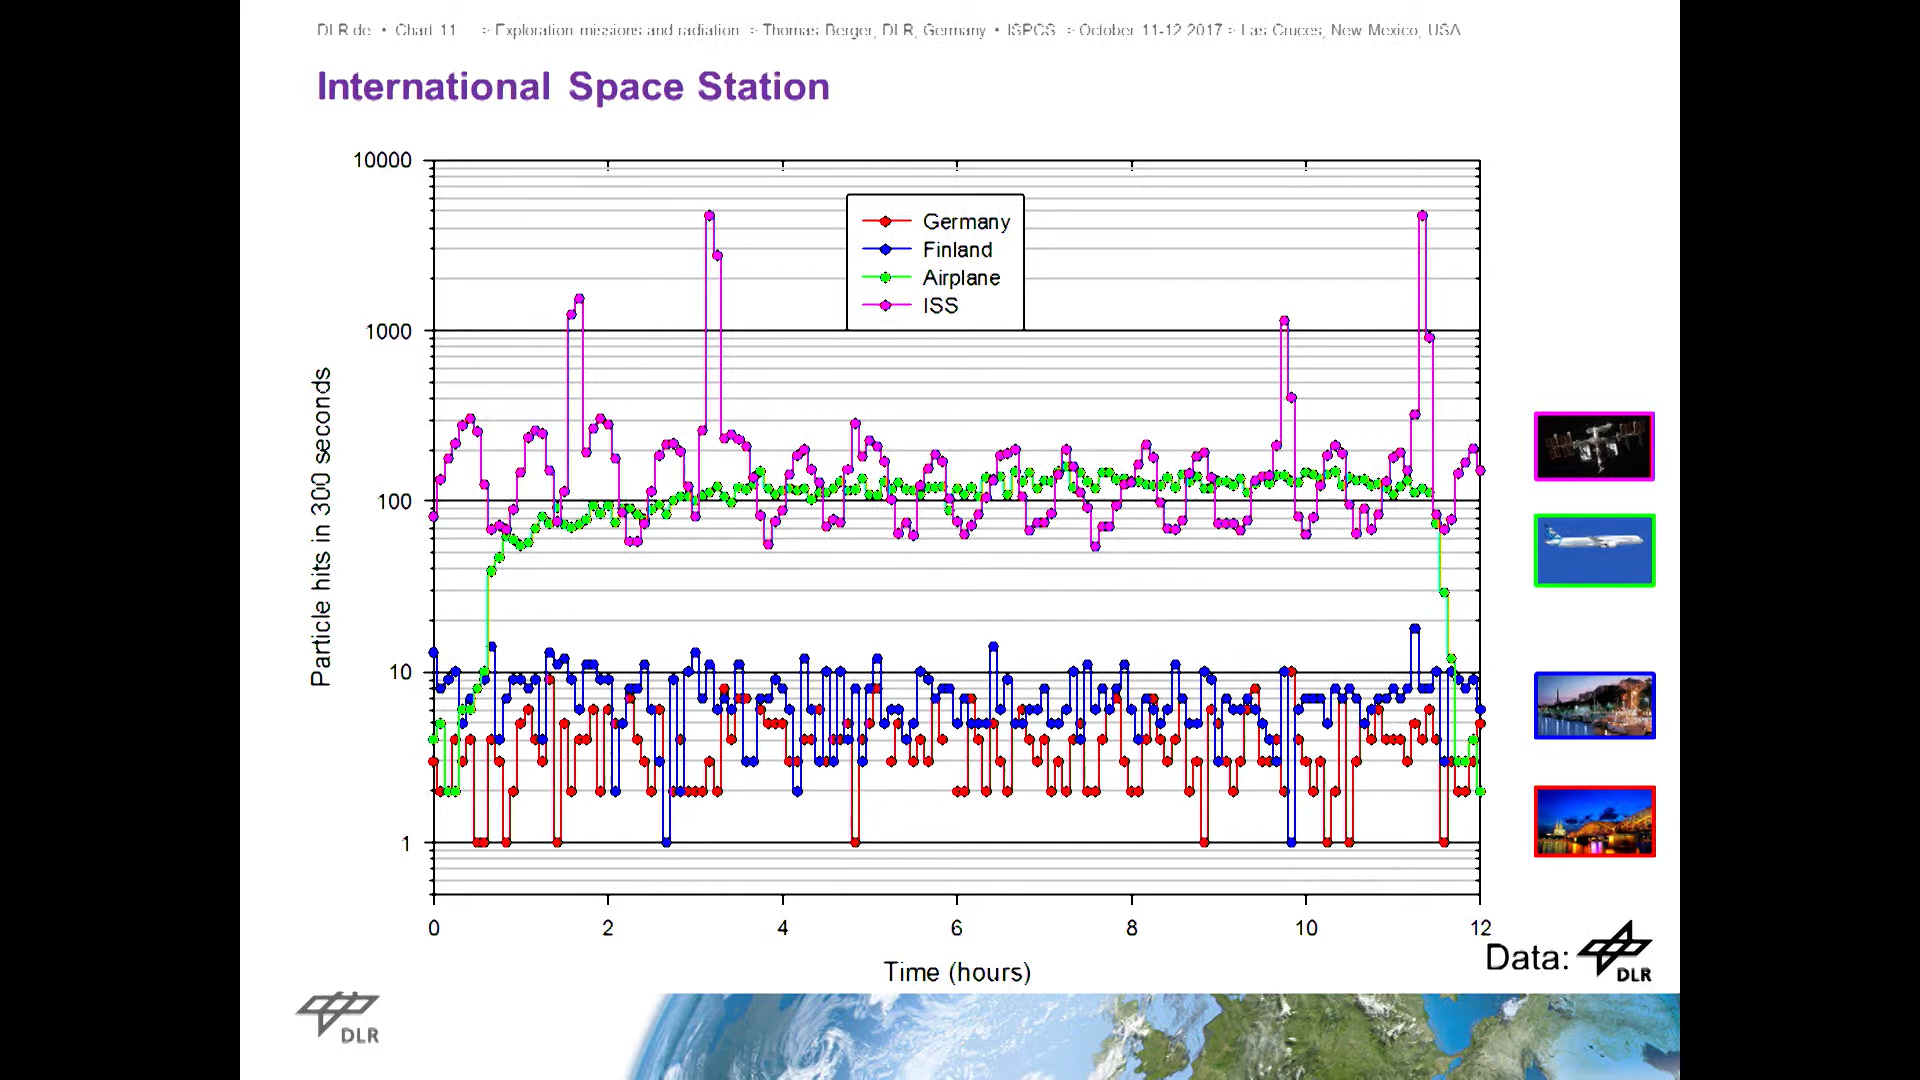 DLR.de • Chart 11 > Exploration missions and radiation > Thomas Berger, DLR, Germany • ISPCS > October 11-12 2017 > Las Cruces, New Mexico, USA
International Space Station
10000
1000
100
10
1
Particle hits in 300 seconds
Germany
Finland
Airplane
ISS
0 2 4 6 8 10 12
Time (hours)
Data: DLR
DLR